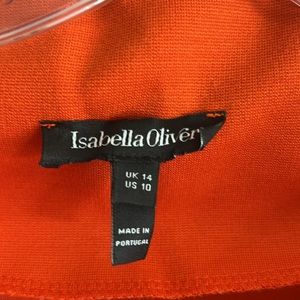 Isabella Oliver
UK 14
US 10
MADE IN
PORTUGAL